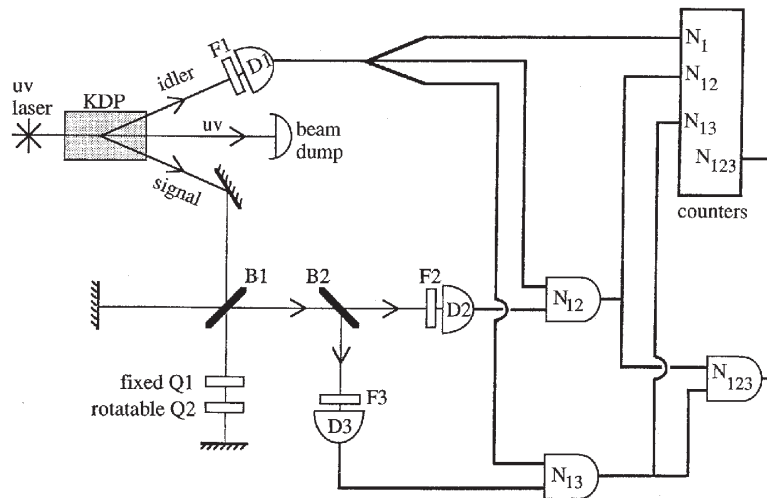 F1
D1
idler
uv
laser
KDP
uv
beam
dump
signal
N1
N12
N13
N123
counters
B1
B2
F2
D2
N12
fixed Q1
rotatable Q2
F3
D3
N123
N13